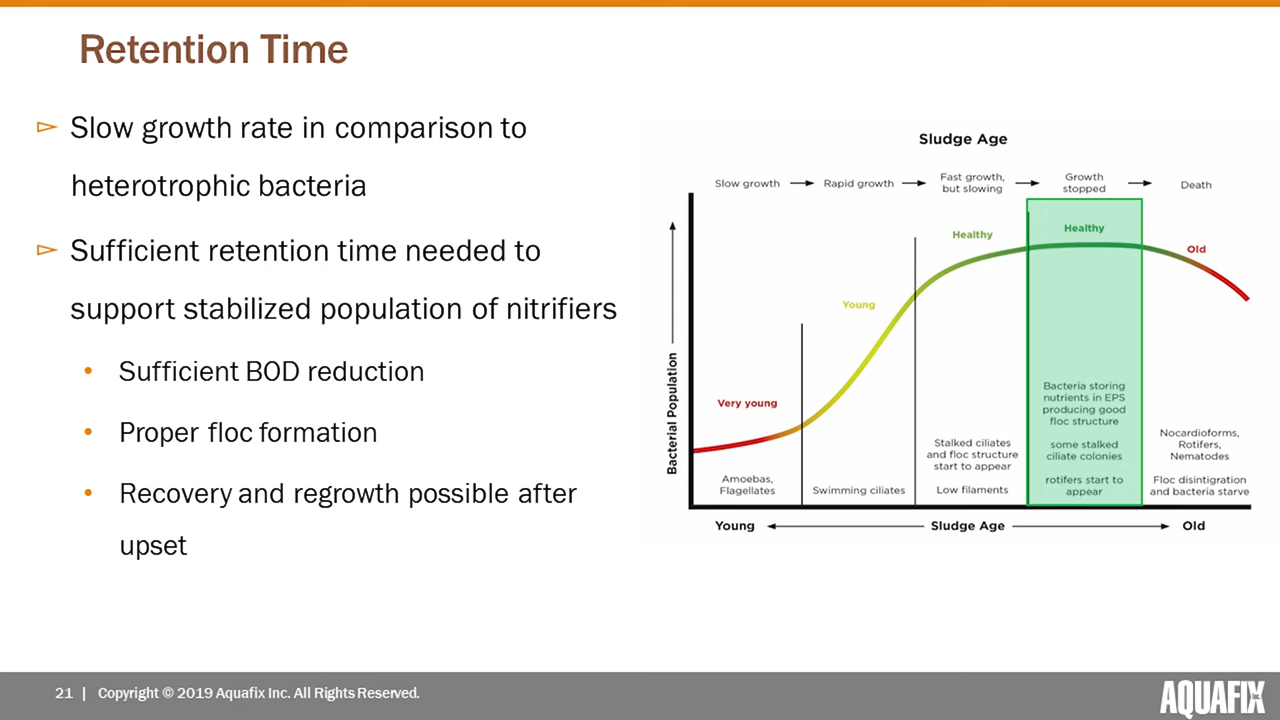 Retention Time
Slow growth rate in comparison to
heterotrophic bacteria
Sufficient retention time needed to
support stabilized population of nitrifiers
Sufficient BOD reduction
Proper floc formation
Recovery and regrowth possible after
upset
Sludge Age
Slow growth
Rapid growth
Fast growth,
but slowing
Growth
stopped
Death
Very young
Young
Healthy
Healthy
Old
Bacterial Population
Amoebas,
Flagellates
Swimming ciliates
Stalked ciliates
and floc structure
start to appear
Low filaments
Bacteria storing
nutrients in EPS
producing good
floc structure
some stalked
ciliate colonies
rotifers start to
appear
Nocardioforms,
Rotifers,
Nematodes
Floc disintigration
and bacteria starve
Young
Sludge Age
Old
21 | Copyright © 2019 Aquafix Inc. All Rights Reserved.
AQUAFIX